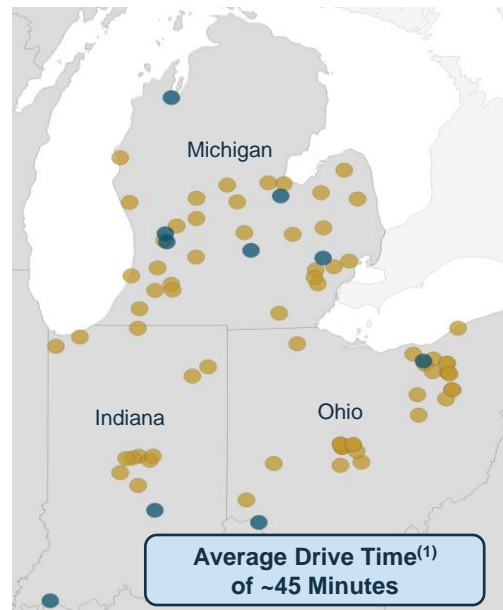 Michigan
Indiana
Ohio
Average Drive Time(1)
of ~45 Minutes